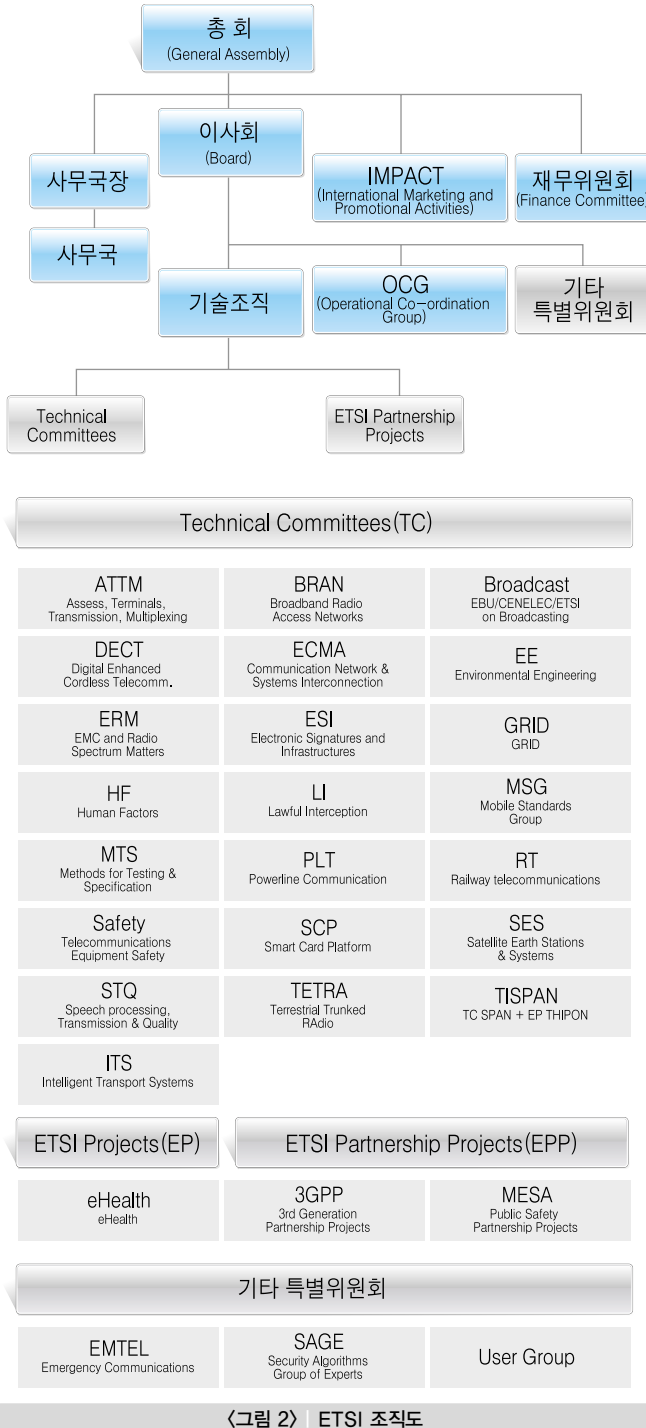 총 회
(General Assembly)
이사회
(Board)
사무국장
IMPACT
(International Marketing and
Promotional Activities)
재무위원회
(Finance Committee)
사무국
기술조직
OCG
(Operational Co-ordination
Group)
기타
특별위원회
Technical
Committees
ETSI Partnership
Projects
Technical Committees(TC)
ATTM
Assess, Terminals,
Transmission, Multiplexing
BRAN
Broadband Radio
Access Networks
Broadcast
EBU/CENELEC/ETSI
on Broadcasting
DECT
Digital Enhanced
Cordless Telecomm.
ECMA
Communication Network &
Systems Interconnection
EE
Environmental Engineering
ERM
EMC and Radio
Spectrum Matters
ESI
Electronic Signatures and
Infrastructures
GRID
GRID
HF
Human Factors
LI
Lawful Interception
MSG
Mobile Standards
Group
MTS
Methods for Testing &
Specification
PLT
Powerline Communication
RT
Railway telecommunications
Safety
Telecommunications
Equipment Safety
SCP
Smart Card Platform
SES
Satellite Earth Stations
& Systems
STQ
Speech processing,
Transmission & Quality
TETRA
Terrestrial Trunked
RAdio
TISPAN
TC SPAN + EP THIPON
ITS
Intelligent Transport Systems
ETSI Projects(EP)
ETSI Partnership Projects(EPP)
eHealth
eHealth
3GPP
3rd Generation
Partnership Projects
MESA
Public Safety
Partnership Projects
기타 특별위원회
EMTEL
Emergency Communications
SAGE
Security Algorithms
Group of Experts
User Group
〈그림 2〉 | ETSI 조직도